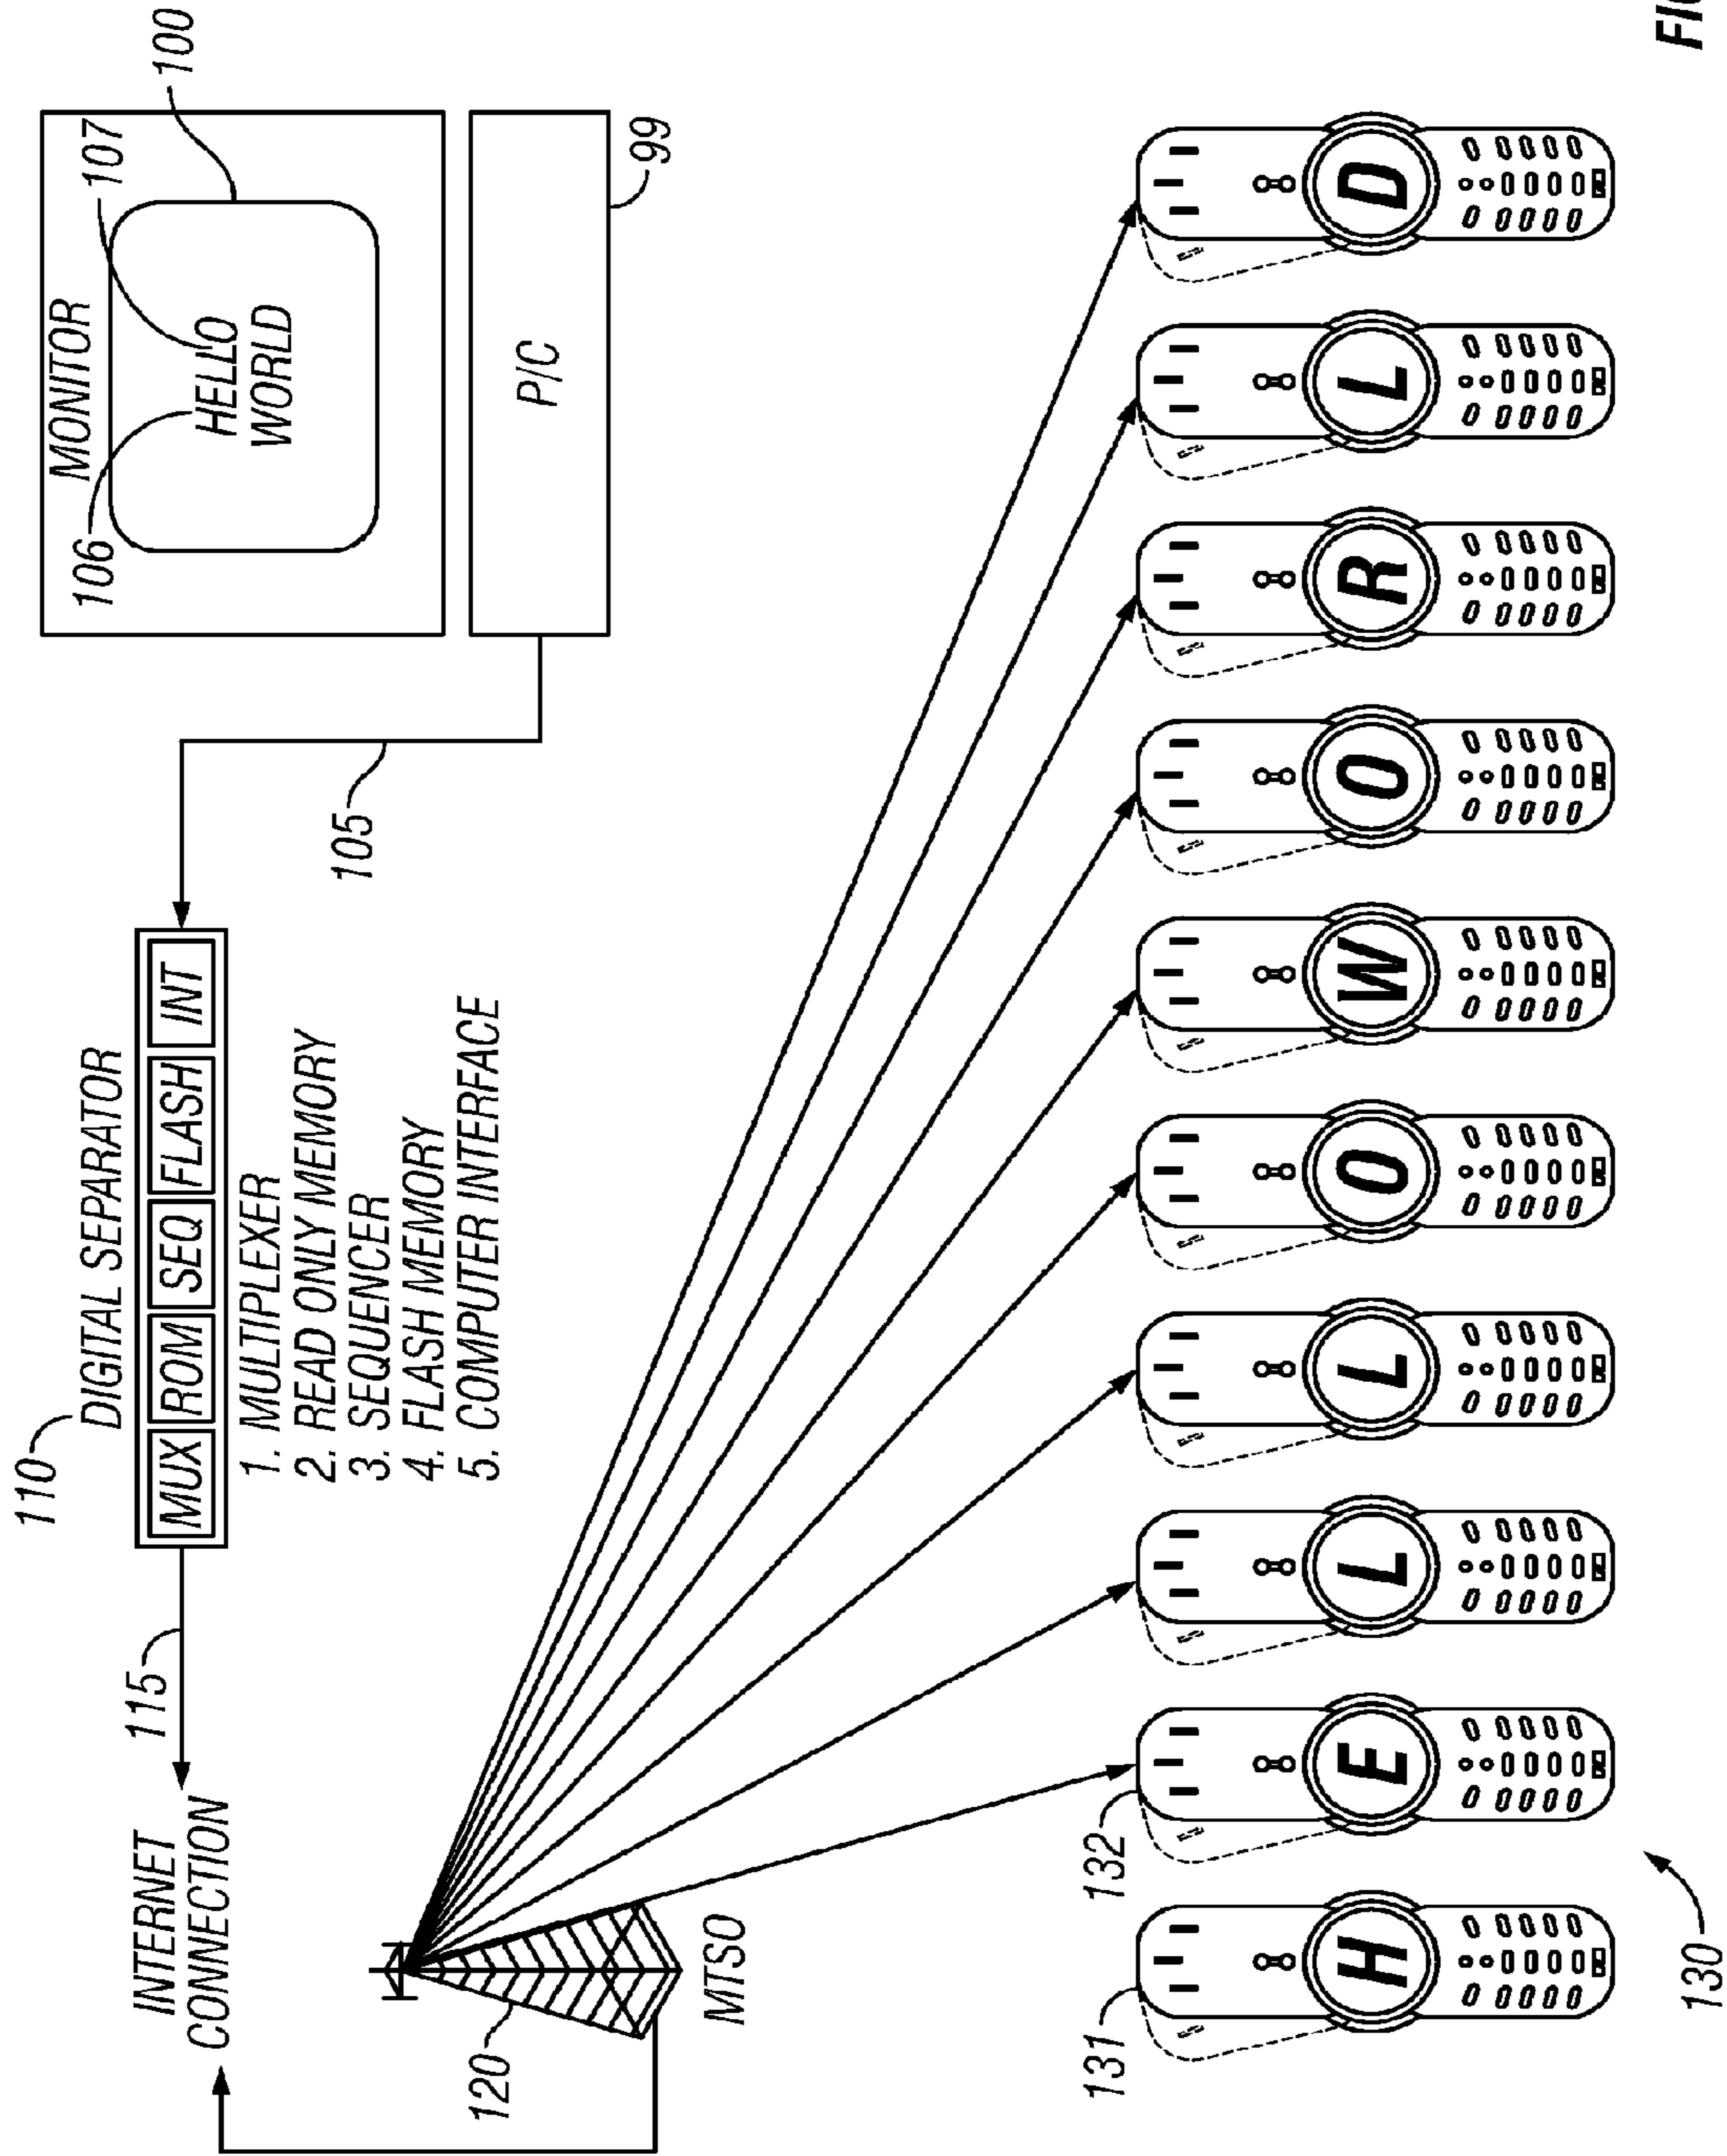 110
DIGITAL SEPARATOR
MUX ROM SEQ FLASH INT
1. MULTIPLEXER
2. READ ONLY MEMORY
3. SEQUENCER
4. FLASH MEMORY
5. COMPUTER INTERFACE
INTERNET
CONNECTION
115
105
MONITOR
106
107
100
HELLO
WORLD
P/C
99
120
MTSO
131
132
H E L L O W O R L D
130